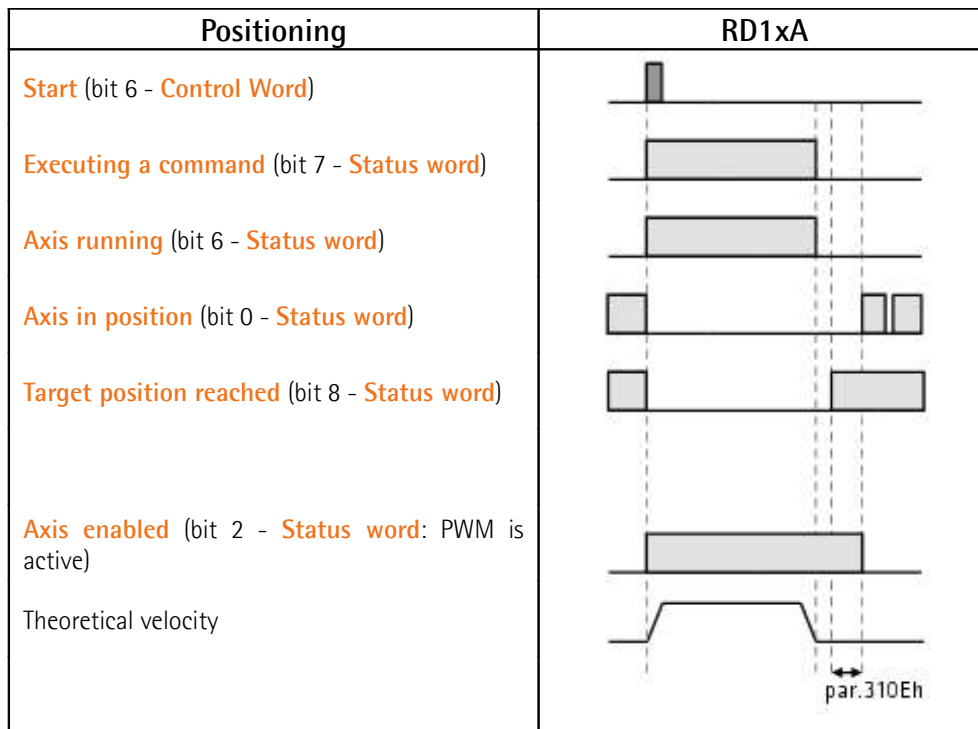 Positioning
RD1xA
Start (bit 6 - Control Word)
Executing a command (bit 7 - Status word)
Axis running (bit 6 - Status word)
Axis in position (bit 0 - Status word)
Target position reached (bit 8 - Status word)
Axis enabled (bit 2 - Status word: PWM is
active)
Theoretical velocity
par.310Eh